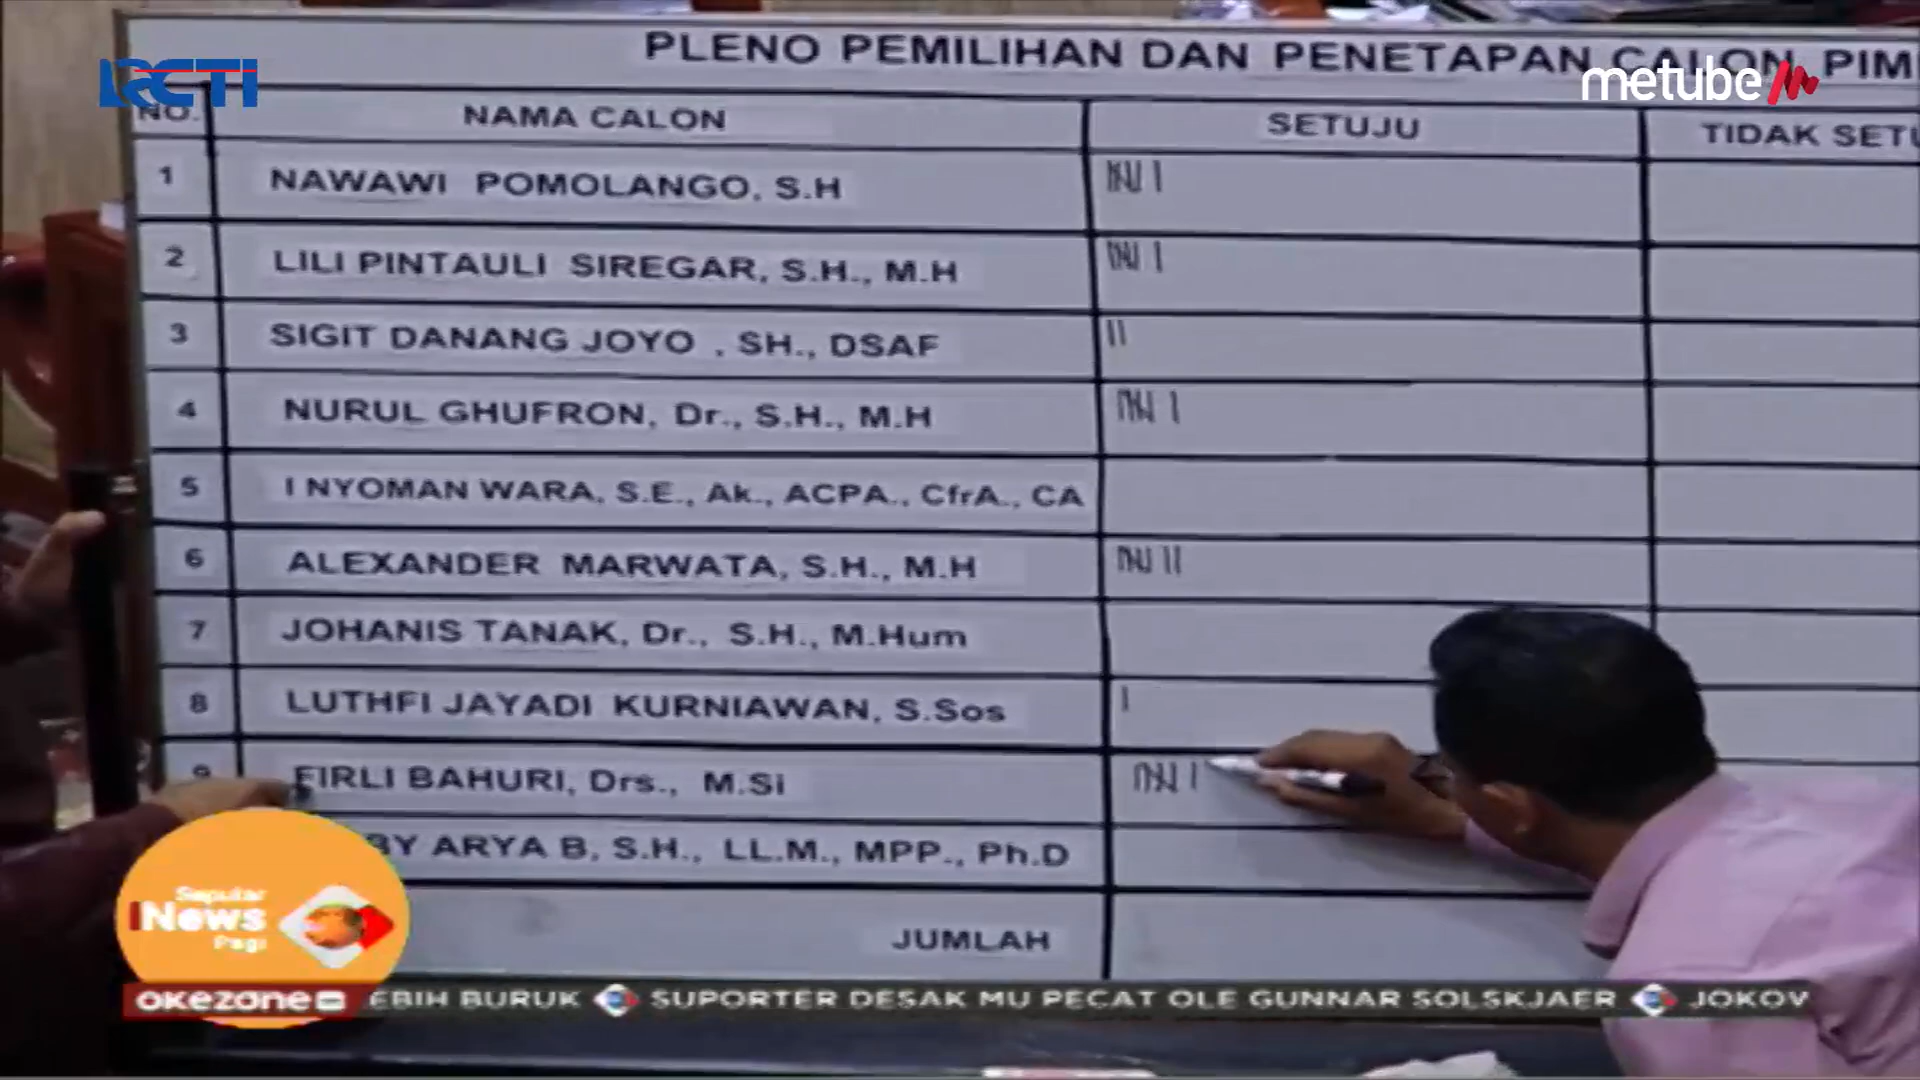 PLENO PEMILIHAN DAN PENETAPAN CALON PIM
RCTI
metube
NO. NAMA CALON SETUJU TIDAK SETU
1 NAWAWI POMOLANGO, S.H
2 LILI PINTAULI SIREGAR, S.H., M.H
3 SIGIT DANANG JOYO , SH., DSAF
4 NURUL GHUFRON, Dr., S.H., M.H
5 I NYOMAN WARA, S.E., Ak., ACPA., CfrA., CA
6 ALEXANDER MARWATA, S.H., M.H
7 JOHANIS TANAK, Dr., S.H., M.Hum
8 LUTHFI JAYADI KURNIAWAN, S.Sos
9 FIRLI BAHURI, Drs., M.Si
BY ARYA B, S.H., LL.M., MPP., Ph.D
JUMLAH
Seputar
iNews
Pagi
OKEZONE EBIH BURUK SUPORTER DESAK MU PECAT OLE GUNNAR SOLSKJAER JOKOV